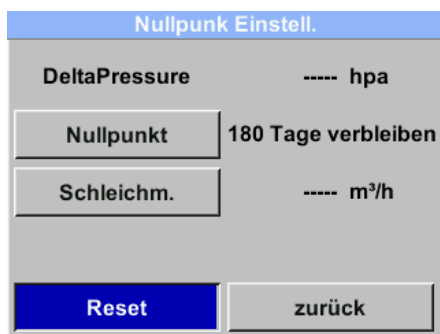 Nullpunk Einstell.
DeltaPressure ----- hpa
Nullpunkt 180 Tage verbleiben
Schleichm. ----- m³/h
Reset zurück